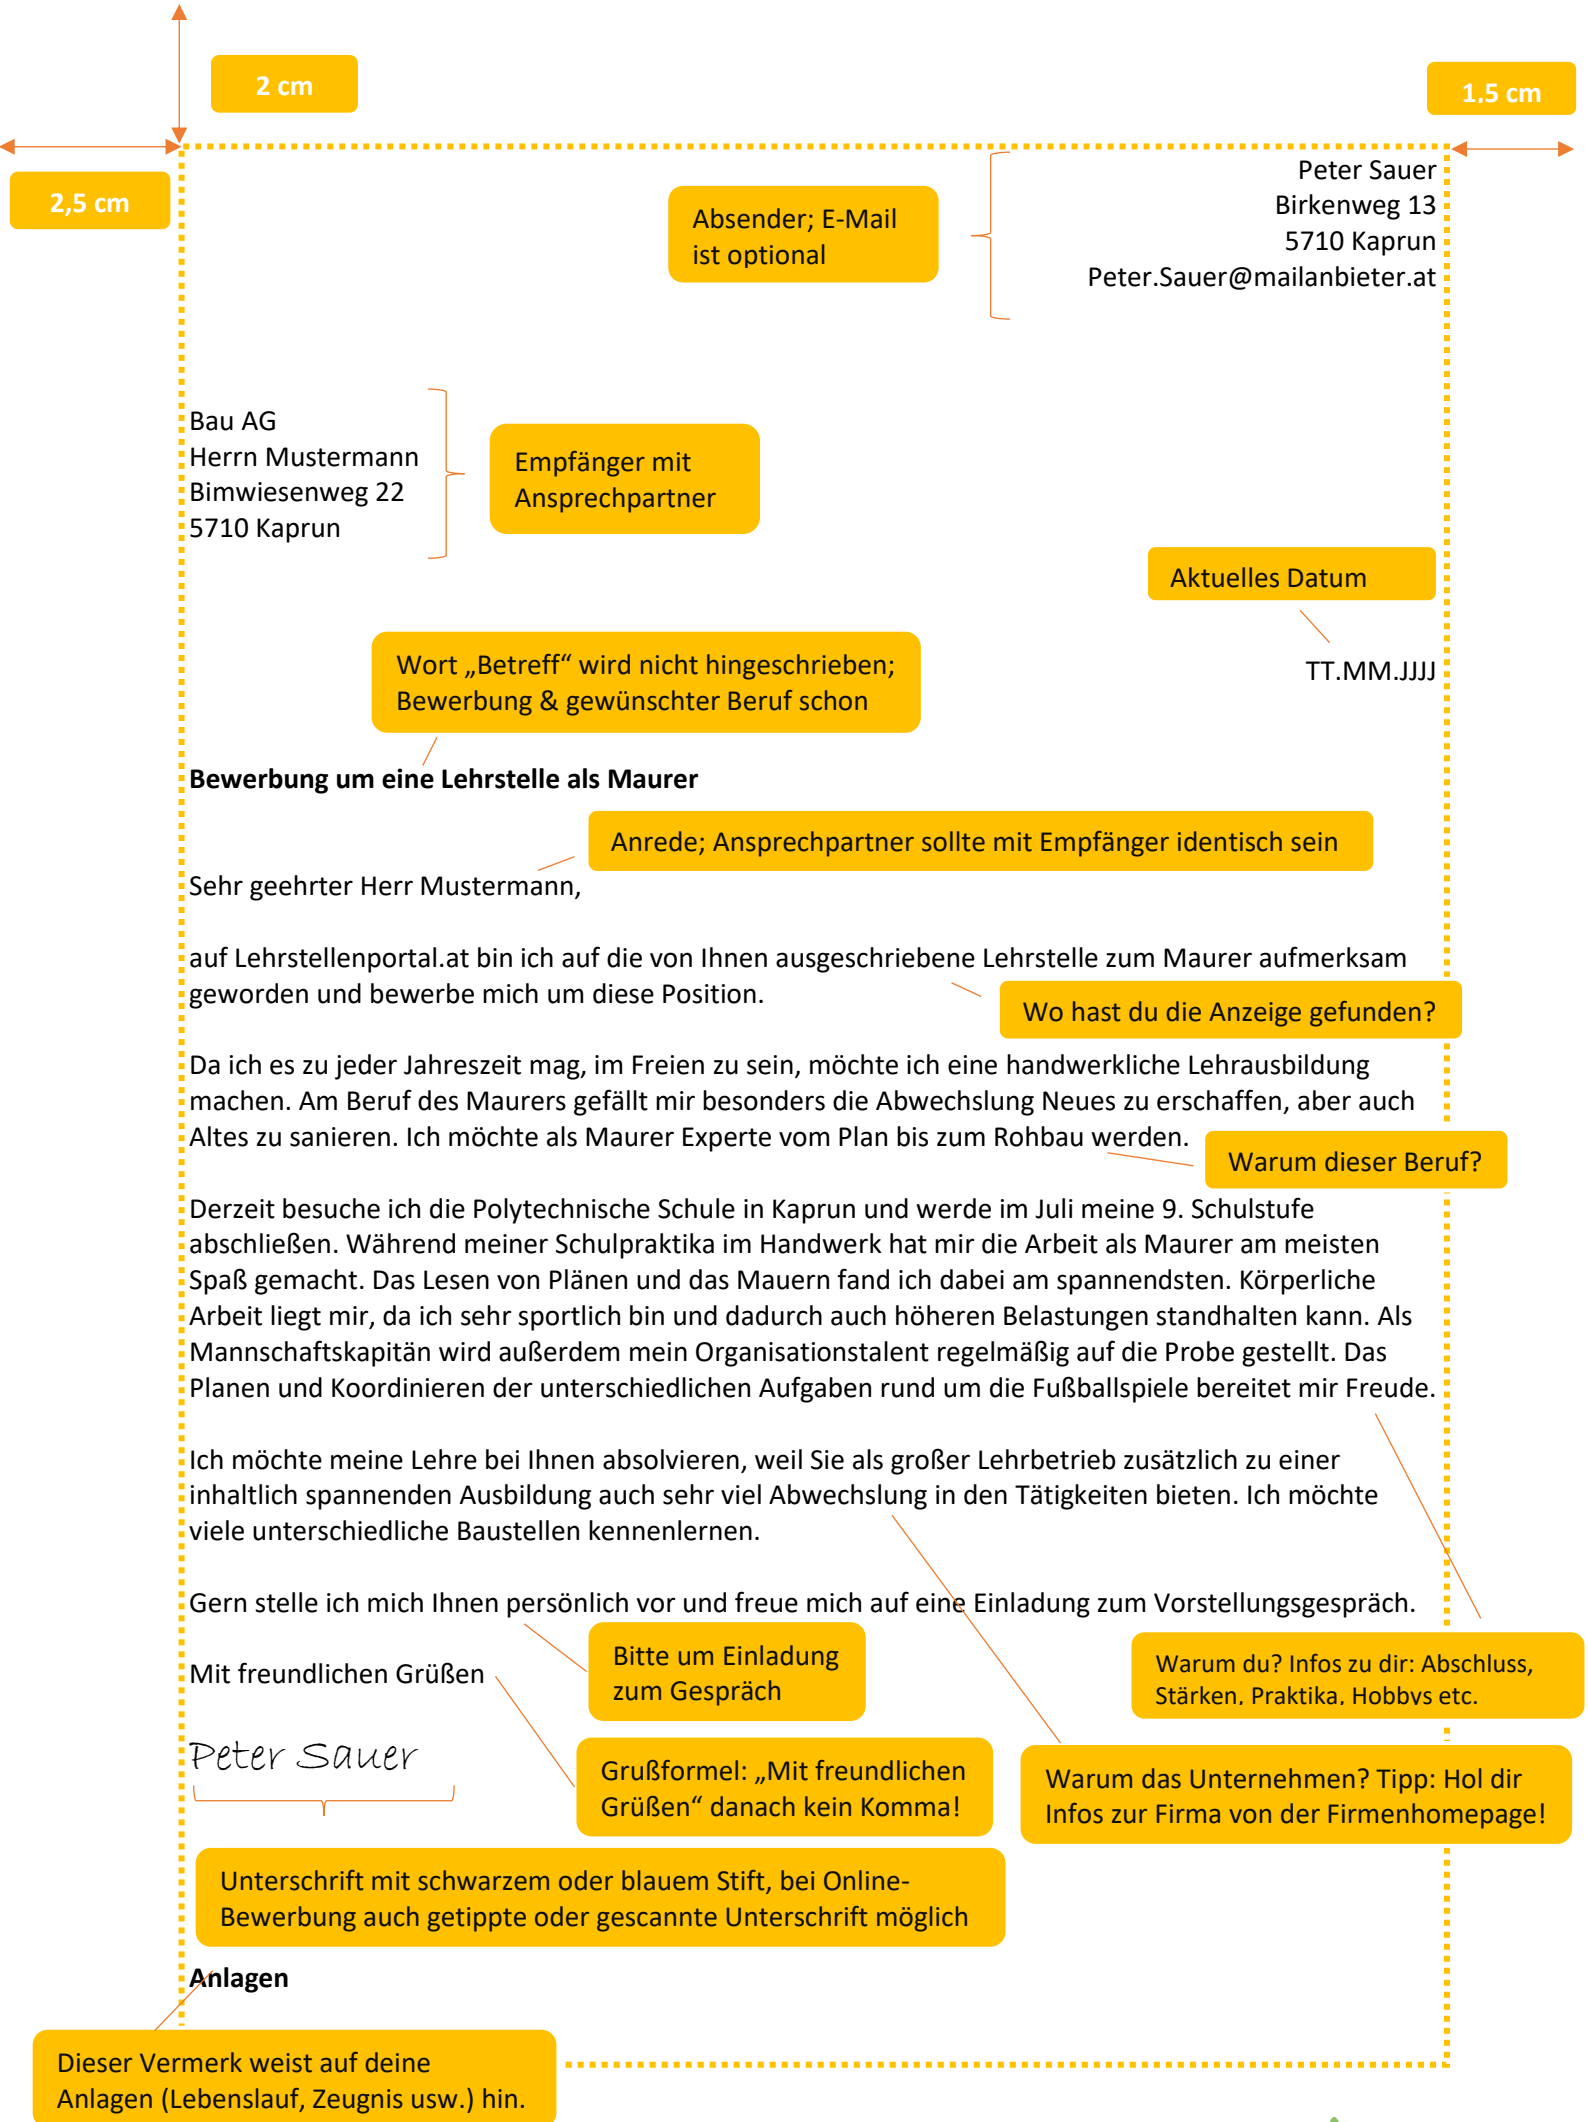 2 cm
1,5 cm
2,5 cm
Absender; E-Mail
ist optional
Peter Sauer
Birkenweg 13
5710 Kaprun
Peter.Sauer@mailanbieter.at
Bau AG
Herrn Mustermann
Bimwiesenweg 22
5710 Kaprun
Empfänger mit
Ansprechpartner
Aktuelles Datum
TT.MM.JJJJ
Wort „Betreff“ wird nicht hingeschrieben;
Bewerbung & gewünschter Beruf schon
Bewerbung um eine Lehrstelle als Maurer
Anrede; Ansprechpartner sollte mit Empfänger identisch sein
Sehr geehrter Herr Mustermann,
auf Lehrstellenportal.at bin ich auf die von Ihnen ausgeschriebene Lehrstelle zum Maurer aufmerksam
geworden und bewerbe mich um diese Position.
Wo hast du die Anzeige gefunden?
Da ich es zu jeder Jahreszeit mag, im Freien zu sein, möchte ich eine handwerkliche Lehrausbildung
machen. Am Beruf des Maurers gefällt mir besonders die Abwechslung Neues zu erschaffen, aber auch
Altes zu sanieren. Ich möchte als Maurer Experte vom Plan bis zum Rohbau werden.
Warum dieser Beruf?
Derzeit besuche ich die Polytechnische Schule in Kaprun und werde im Juli meine 9. Schulstufe
abschließen. Während meiner Schulpraktika im Handwerk hat mir die Arbeit als Maurer am meisten
Spaß gemacht. Das Lesen von Plänen und das Mauern fand ich dabei am spannendsten. Körperliche
Arbeit liegt mir, da ich sehr sportlich bin und dadurch auch höheren Belastungen standhalten kann. Als
Mannschaftskapitän wird außerdem mein Organisationstalent regelmäßig auf die Probe gestellt. Das
Planen und Koordinieren der unterschiedlichen Aufgaben rund um die Fußballspiele bereitet mir Freude.
Ich möchte meine Lehre bei Ihnen absolvieren, weil Sie als großer Lehrbetrieb zusätzlich zu einer
inhaltlich spannenden Ausbildung auch sehr viel Abwechslung in den Tätigkeiten bieten. Ich möchte
viele unterschiedliche Baustellen kennenlernen.
Gern stelle ich mich Ihnen persönlich vor und freue mich auf eine Einladung zum Vorstellungsgespräch.
Bitte um Einladung
zum Gespräch
Warum du? Infos zu dir: Abschluss,
Stärken, Praktika, Hobbys etc.
Mit freundlichen Grüßen
Peter Sauer
Grußformel: „Mit freundlichen
Grüßen“ danach kein Komma!
Warum das Unternehmen? Tipp: Hol dir
Infos zur Firma von der Firmenhomepage!
Unterschrift mit schwarzem oder blauem Stift, bei Online-
Bewerbung auch getippte oder gescannte Unterschrift möglich
Anlagen
Dieser Vermerk weist auf deine
Anlagen (Lebenslauf, Zeugnis usw.) hin.